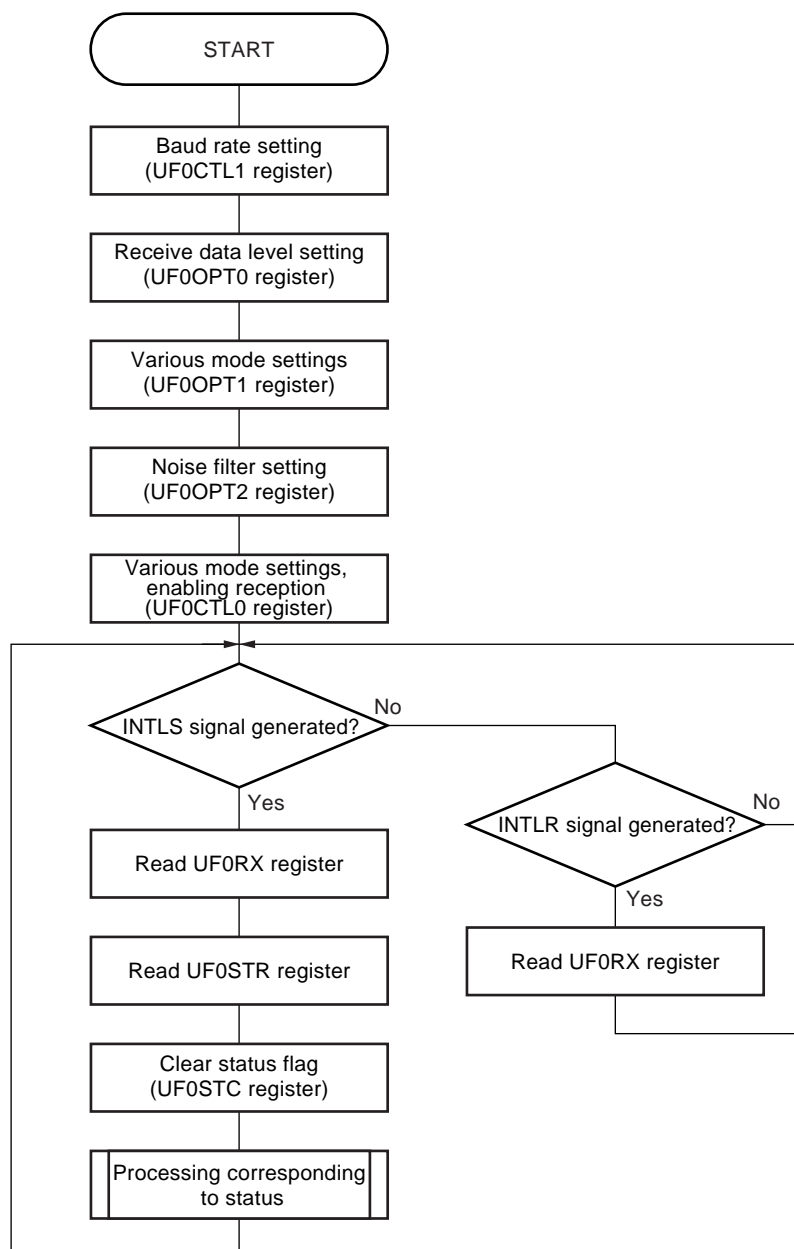 START
Baud rate setting
(UF0CTL1 register)
Receive data level setting
(UF0OPT0 register)
Various mode settings
(UF0OPT1 register)
Noise filter setting
(UF0OPT2 register)
Various mode settings,
enabling reception
(UF0CTL0 register)
INTLS signal generated?
No
Yes
INTLR signal generated?
No
Yes
Read UF0RX register
Read UF0RX register
Read UF0STR register
Clear status flag
(UF0STC register)
Processing corresponding
to status